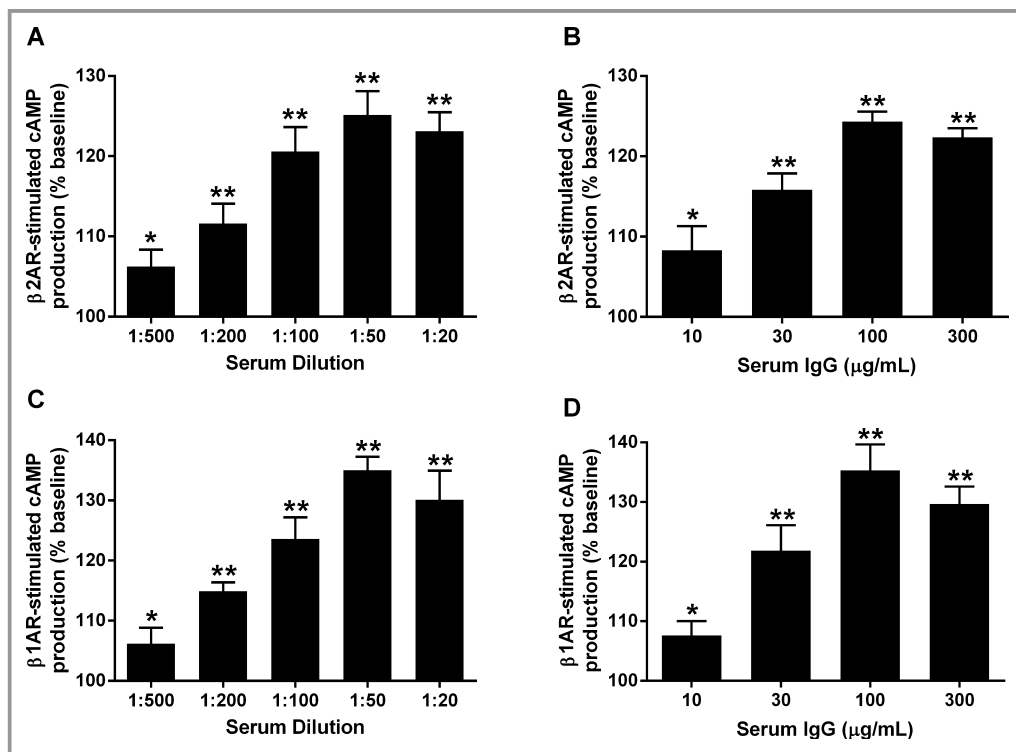 A
β2AR-stimulated cAMP
production (% baseline)
130
120
110
100
*
**
**
**
**
1:500 1:200 1:100 1:50 1:20
Serum Dilution
B
β2AR-stimulated cAMP
production (% baseline)
130
120
110
100
*
**
**
**
10 30 100 300
Serum IgG (μg/mL)
C
β1AR-stimulated cAMP
production (% baseline)
140
130
120
110
100
*
**
**
**
**
1:500 1:200 1:100 1:50 1:20
Serum Dilution
D
β1AR-stimulated cAMP
production (% baseline)
140
130
120
110
100
*
**
**
**
10 30 100 300
Serum IgG (μg/mL)